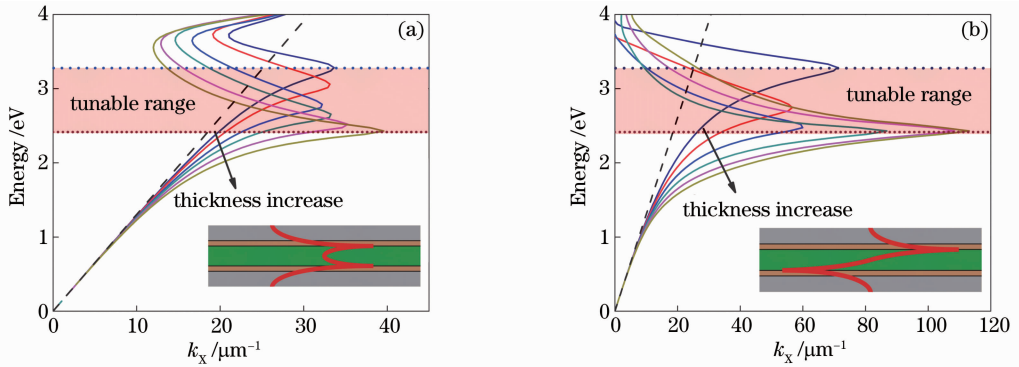 (a)
4
3
2
1
0
Energy/eV
tunable range
thickness increase
0 10 20 30 40
kₓ/μm⁻¹
(b)
4
3
2
1
0
Energy/eV
tunable range
thickness increase
0 20 40 60 80 100 120
kₓ/μm⁻¹